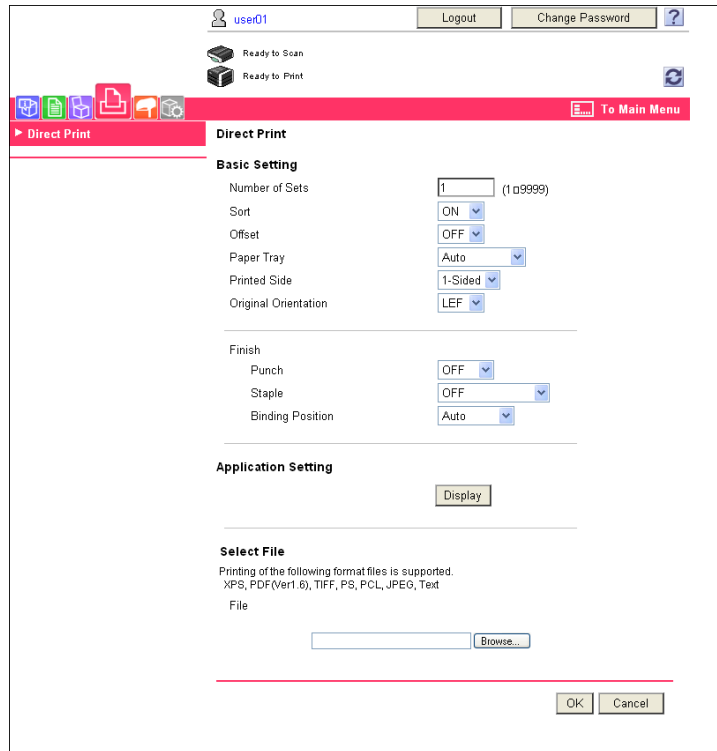 user01 Logout Change Password ?
Ready to Scan
Ready to Print
To Main Menu
Direct Print
Direct Print
Basic Setting
Number of Sets 1 (1□9999)
Sort ON
Offset OFF
Paper Tray Auto
Printed Side 1-Sided
Original Orientation LEF
Finish
Punch OFF
Staple OFF
Binding Position Auto
Application Setting
Display
Select File
Printing of the following format files is supported.
XPS, PDF(Ver1.6), TIFF, PS, PCL, JPEG, Text
File
Browse...
OK Cancel